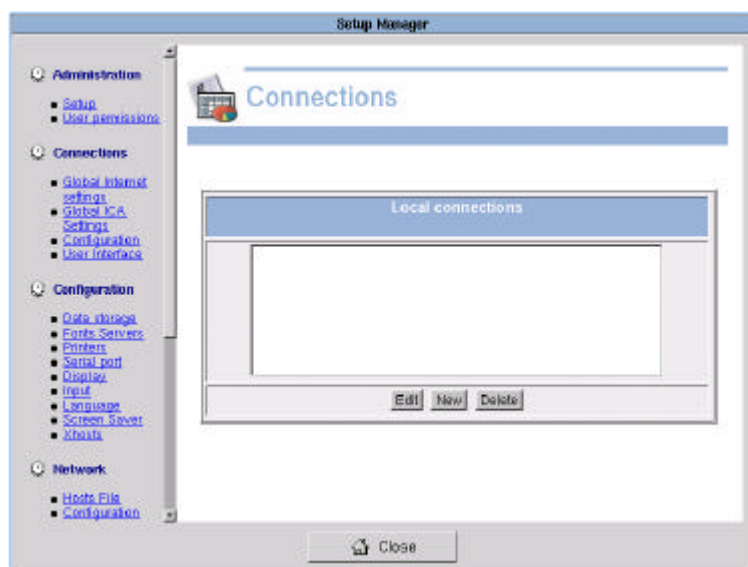 Setup Manager
Administration
Setup
User permissions
Connections
Global Internet
settings
Global ICA
Settings
Configuration
User Interface
Configuration
Data storage
Fonts Servers
Printers
Serial port
Display
Input
Language
Screen Saver
Xhosts
Network
Hosts File
Configuration
Connections
Local connections
Edit New Delete
Close